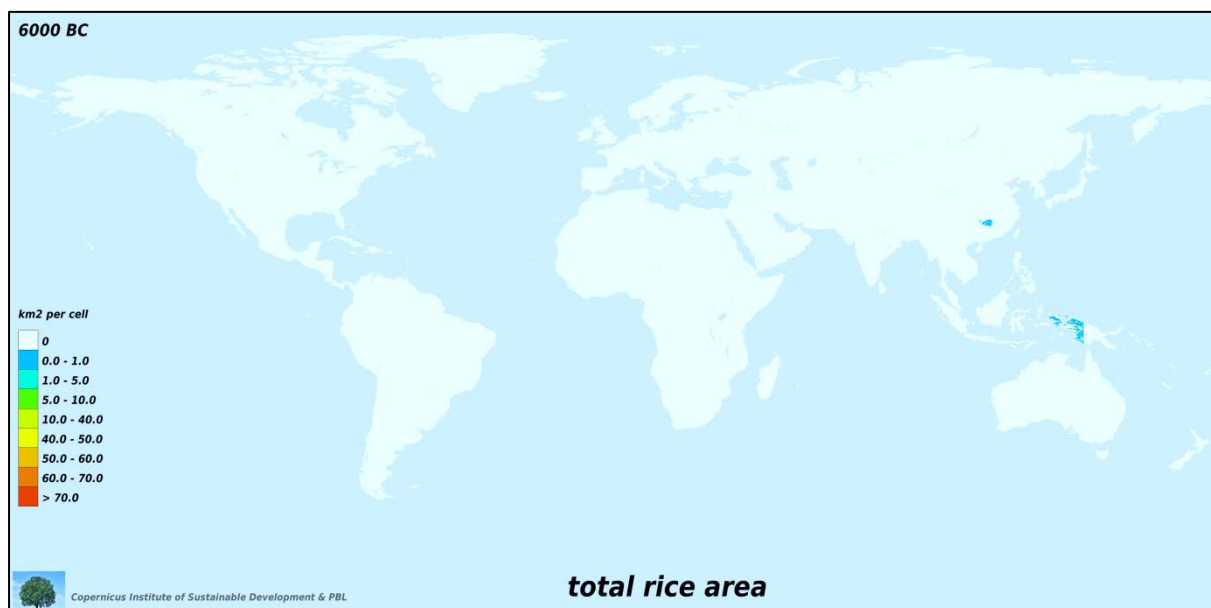 6000 BC
km2 per cell
0
0.0 - 1.0
1.0 - 5.0
5.0 - 10.0
10.0 - 40.0
40.0 - 50.0
50.0 - 60.0
60.0 - 70.0
> 70.0
Copernicus Institute of Sustainable Development & PBL
total rice area